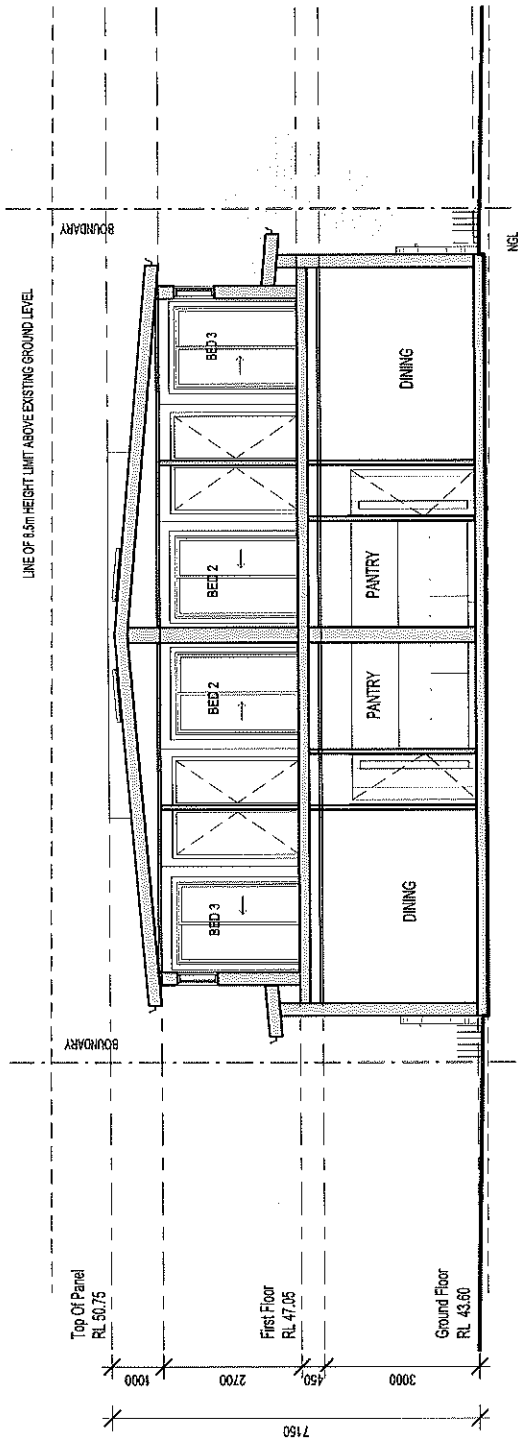 LINE OF 8.5m HEIGHT LIMIT ABOVE EXISTING GROUND LEVEL
BOUNDARY
BOUNDARY
Top Of Panel
RL 50.75
First Floor
RL 47.05
Ground Floor
RL 43.60
1000
2700
450
3000
7150
BED 3
BED 2
BED 2
BED 3
DINING
PANTRY
PANTRY
DINING
NGL